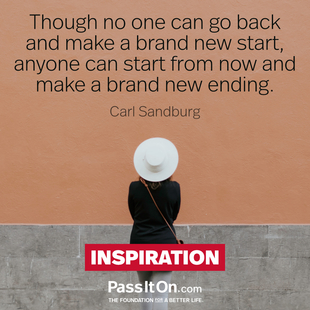 Though no one can go back
and make a brand new start,
anyone can start from now and
make a brand new ending.
Carl Sandburg
INSPIRATION
PassItOn.com
THE FOUNDATION FOR A BETTER LIFE.